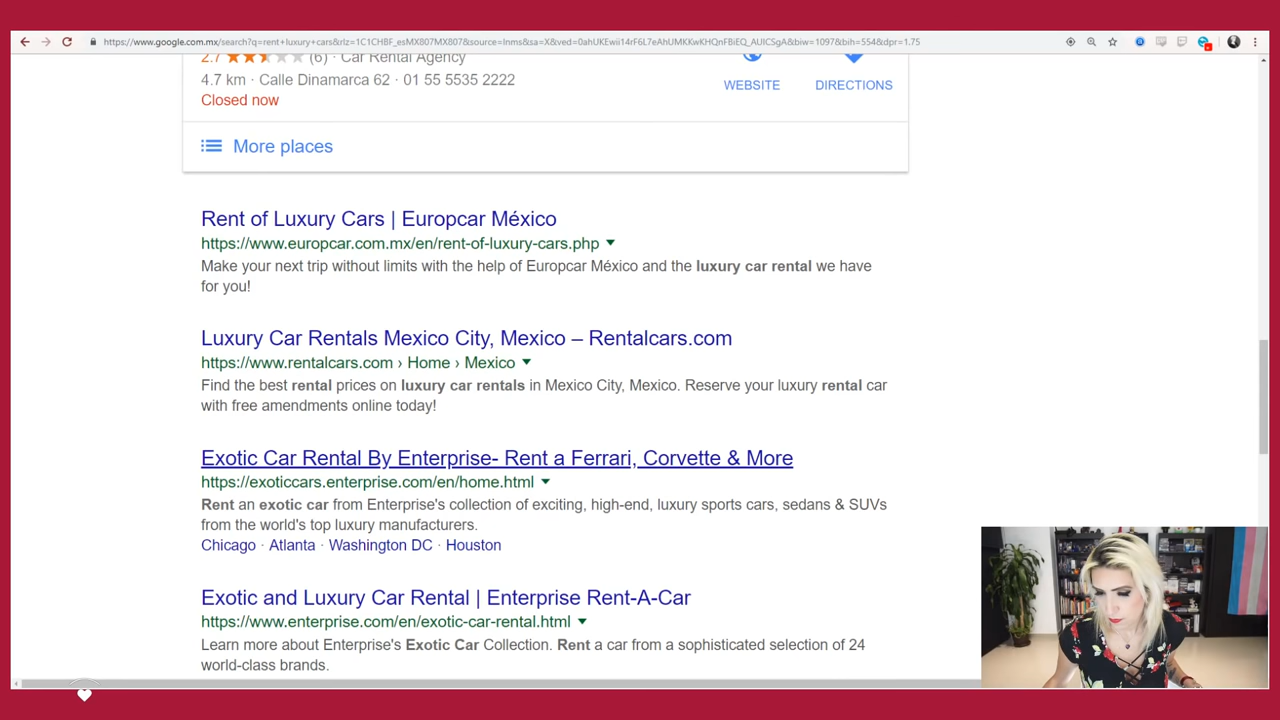 https://www.google.com.mx/search?q=rent+luxury+cars&rlz=1C1CHBF_esMX807MX807&source=lnms&sa=X&ved=0ahUKEwii14rF6L7eAhUMKKwKHQnFBiEQ_AUICSgA&biw=1097&bih=554&dpr=1.75
2.7 (6) · Car Rental Agency
4.7 km · Calle Dinamarca 62 · 01 55 5535 2222
Closed now
WEBSITE
DIRECTIONS
More places
Rent of Luxury Cars | Europcar México
https://www.europcar.com.mx/en/rent-of-luxury-cars.php
Make your next trip without limits with the help of Europcar México and the luxury car rental we have
for you!
Luxury Car Rentals Mexico City, Mexico – Rentalcars.com
https://www.rentalcars.com › Home › Mexico
Find the best rental prices on luxury car rentals in Mexico City, Mexico. Reserve your luxury rental car
with free amendments online today!
Exotic Car Rental By Enterprise- Rent a Ferrari, Corvette & More
https://exoticcars.enterprise.com/en/home.html
Rent an exotic car from Enterprise's collection of exciting, high-end, luxury sports cars, sedans & SUVs
from the world's top luxury manufacturers.
Chicago · Atlanta · Washington DC · Houston
Exotic and Luxury Car Rental | Enterprise Rent-A-Car
https://www.enterprise.com/en/exotic-car-rental.html
Learn more about Enterprise's Exotic Car Collection. Rent a car from a sophisticated selection of 24
world-class brands.